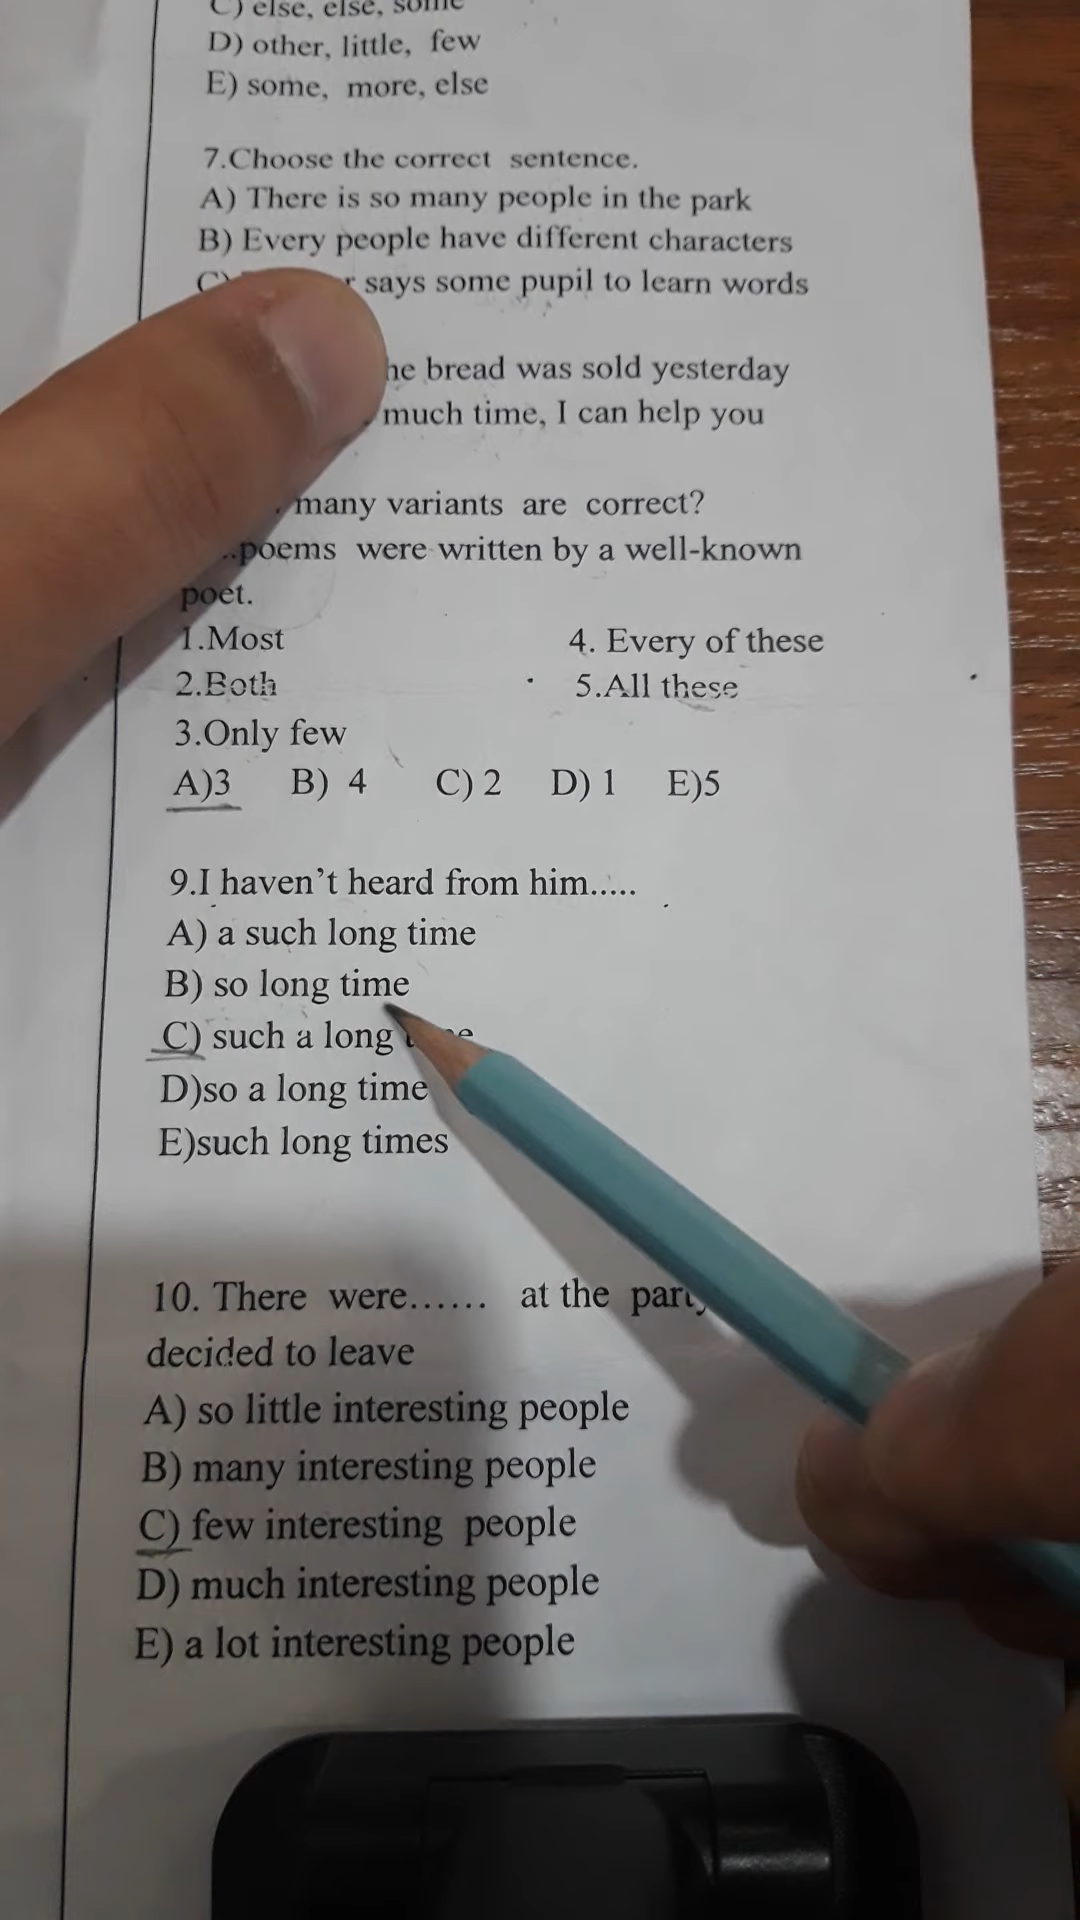 C) else, else, some
D) other, little, few
E) some, more, else
7.Choose the correct sentence.
A) There is so many people in the park
B) Every people have different characters
says some pupil to learn words
bread was sold yesterday
much time, I can help you
many variants are correct?
..poems were written by a well-known
poet.
1.Most 4. Every of these
2.Both 5.All these
3.Only few
A)3 B) 4 C) 2 D) 1 E)5
9.I haven't heard from him.....
A) a such long time
B) so long time
C) such a long
D)so a long time
E)such long times
10. There were...... at the
decided to leave
A) so little interesting people
B) many interesting people
C) few interesting people
D) much interesting people
E) a lot interesting people